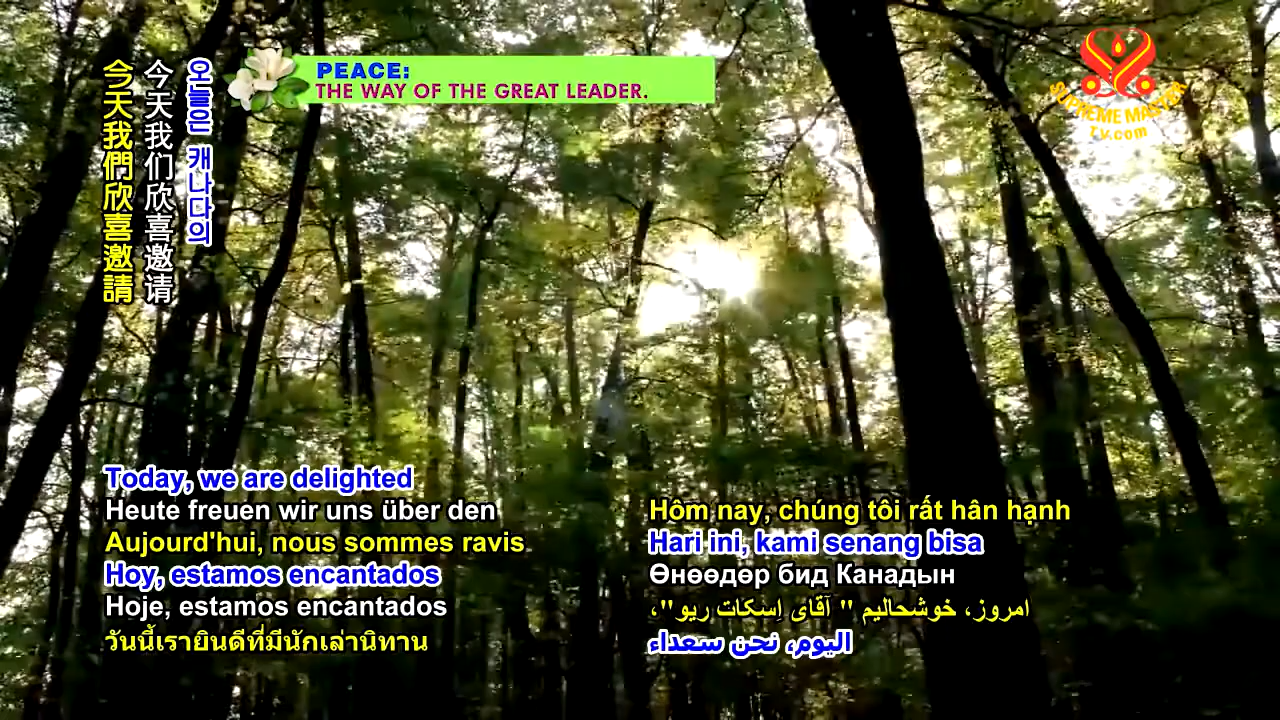 今天我們欣喜邀請
今天我们欣喜邀请
오늘은 캐나다의
PEACE:
THE WAY OF THE GREAT LEADER.
SUPREME MASTER
TV.com
Today, we are delighted
Heute freuen wir uns über den
Aujourd'hui, nous sommes ravis
Hoy, estamos encantados
Hoje, estamos encantados
วันนี้เรายินดีที่มีนักเล่านิทาน
Hôm nay, chúng tôi rất hân hạnh
Hari ini, kami senang bisa
Өнөөдөр бид Канадын
امروز، خوشحالیم " آقای اِسکات ریو"،
اليوم، نحن سعداء